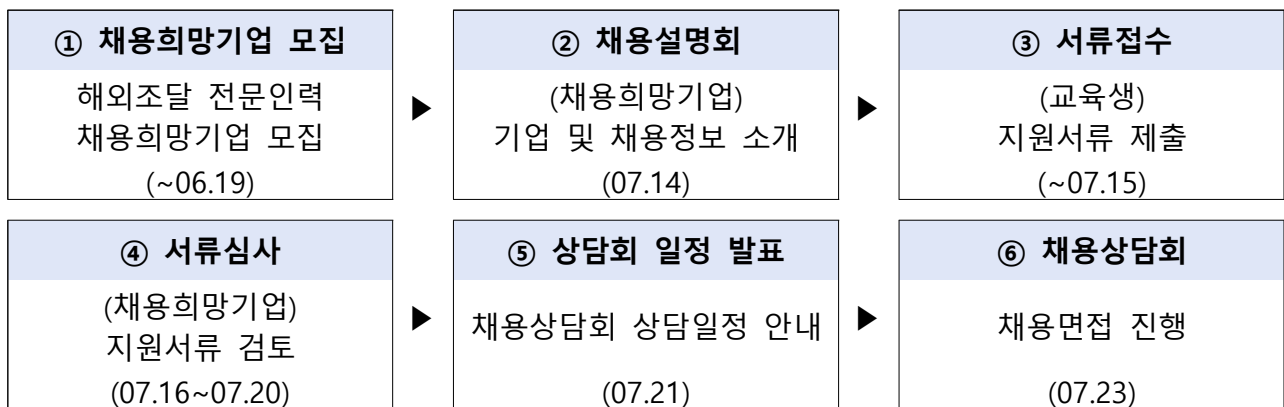 ① 채용희망기업 모집
해외조달 전문인력
채용희망기업 모집
(~06.19)
▶
② 채용설명회
(채용희망기업)
기업 및 채용정보 소개
(07.14)
▶
③ 서류접수
(교육생)
지원서류 제출
(~07.15)
④ 서류심사
(채용희망기업)
지원서류 검토
(07.16~07.20)
▶
⑤ 상담회 일정 발표
채용상담회 상담일정 안내
(07.21)
▶
⑥ 채용상담회
채용면접 진행
(07.23)